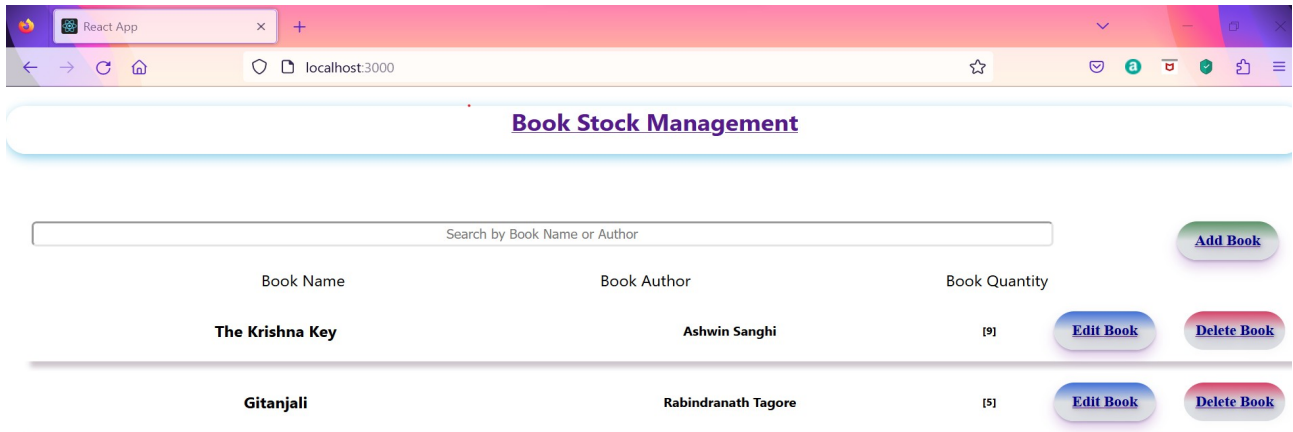 React App
localhost:3000
Book Stock Management
Search by Book Name or Author
Add Book
Book Name Book Author Book Quantity
The Krishna Key Ashwin Sanghi [9] Edit Book Delete Book
Gitanjali Rabindranath Tagore [5] Edit Book Delete Book